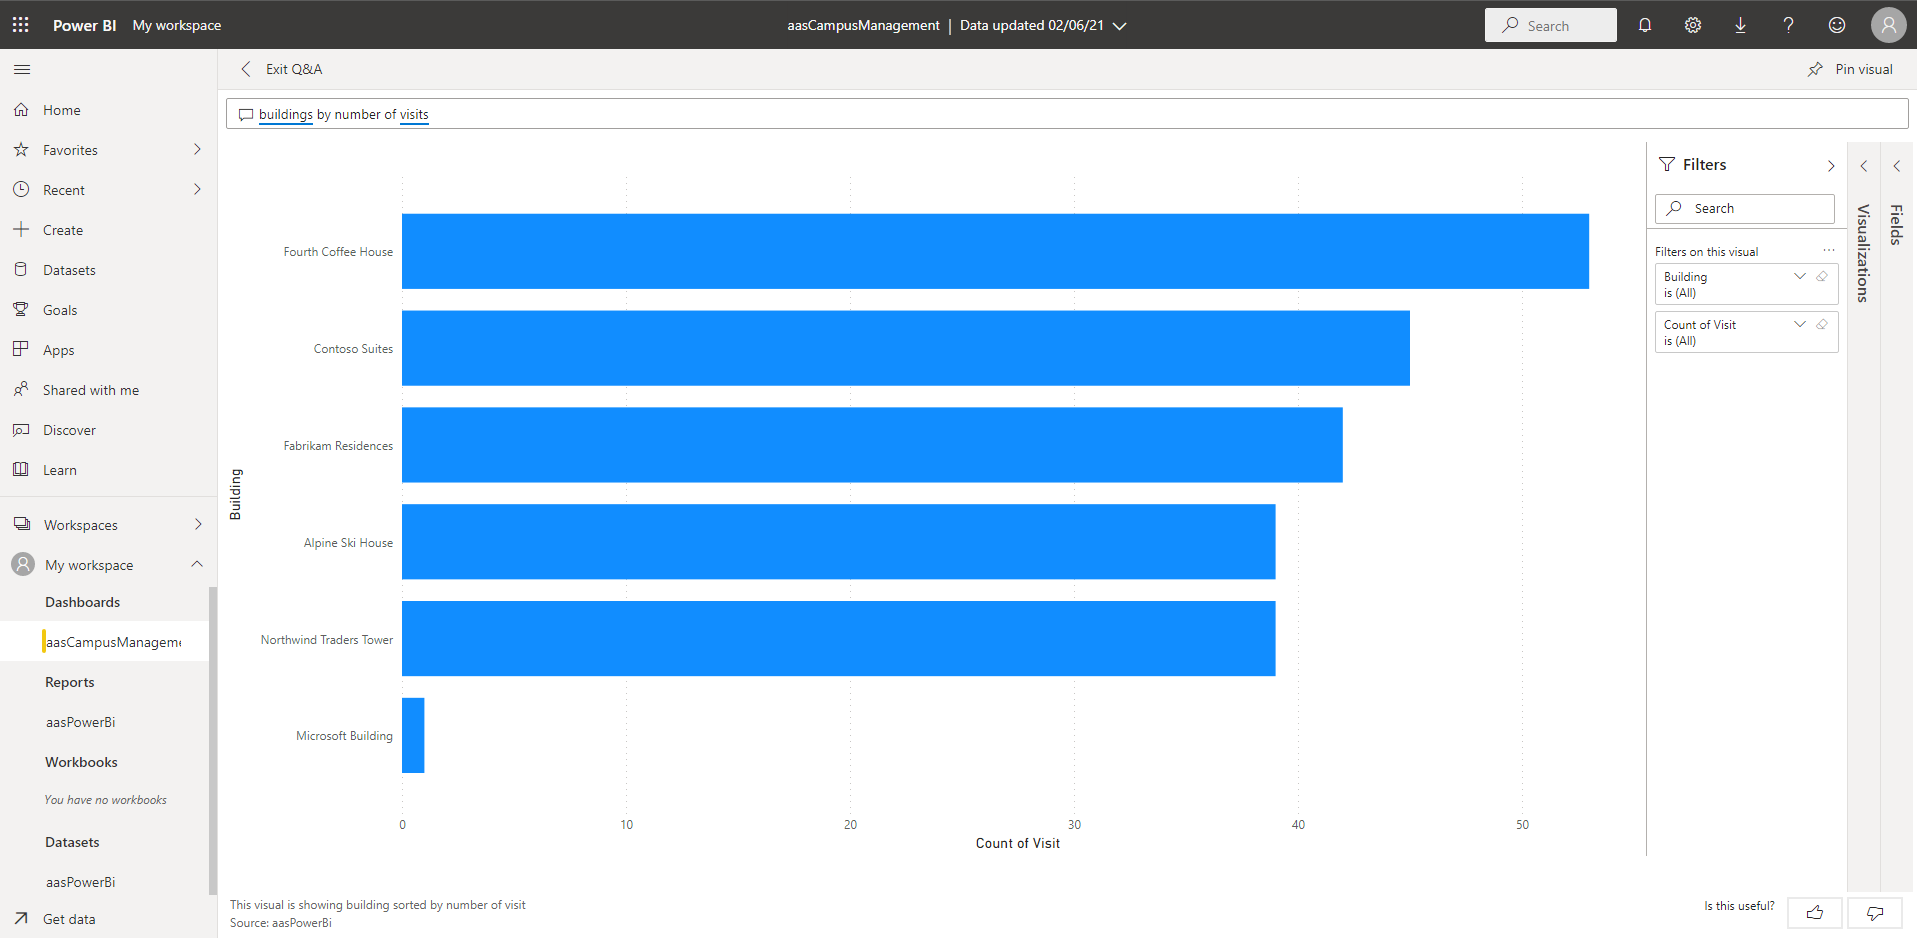 Power BI My workspace
aasCampusManagement | Data updated 02/06/21
Search
Exit Q&A
Pin visual
buildings by number of visits
Home
Favorites
Recent
Create
Datasets
Goals
Apps
Shared with me
Discover
Learn
Workspaces
My workspace
Dashboards
aasCampusManageme
Reports
aasPowerBi
Workbooks
You have no workbooks
Datasets
aasPowerBi
Get data
Building
Fourth Coffee House
Contoso Suites
Fabrikam Residences
Alpine Ski House
Northwind Traders Tower
Microsoft Building
0 10 20 30 40 50
Count of Visit
Filters
Search
Filters on this visual
Building
is (All)
Count of Visit
is (All)
Visualizations
Fields
This visual is showing building sorted by number of visit
Source: aasPowerBi
Is this useful?